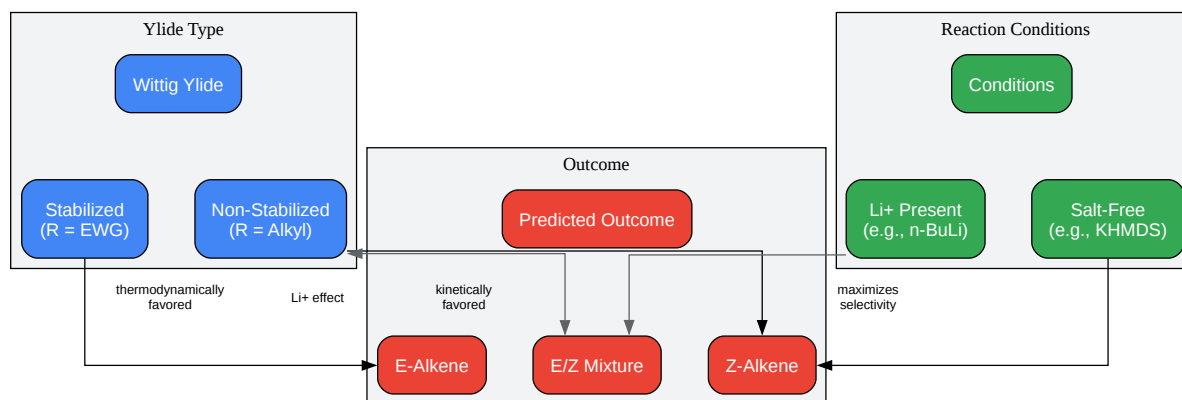 Ylide Type
Wittig Ylide
Stabilized
(R = EWG)
Non-Stabilized
(R = Alkyl)
Reaction Conditions
Conditions
Li+ Present
(e.g., n-BuLi)
Salt-Free
(e.g., KHMDS)
Outcome
Predicted Outcome
thermodynamically
favored
Li+ effect
kinetically
favored
maximizes
selectivity
E-Alkene
E/Z Mixture
Z-Alkene